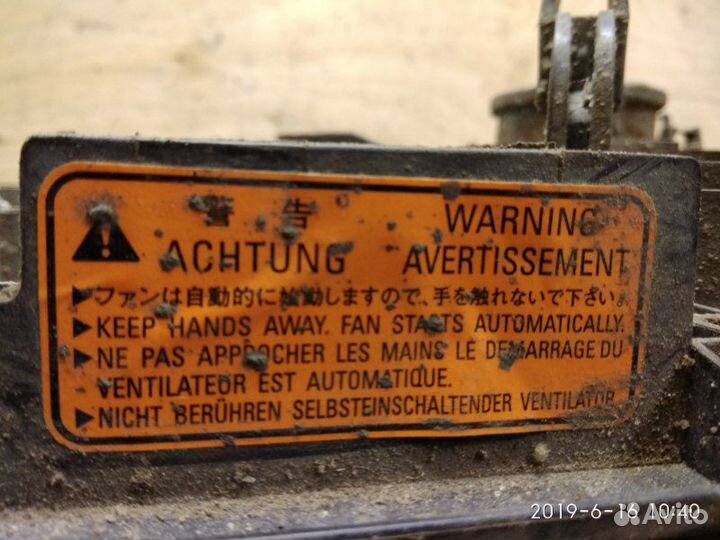 警告 WARNING
ACHTUNG AVERTISSEMENT
▶ファンは自動的に始動しますので、手を触れないで下さい。
▶KEEP HANDS AWAY. FAN STARTS AUTOMATICALLY.
▶NE PAS APPROCHER LES MAINS LE DEMARRAGE DU
VENTILATEUR EST AUTOMATIQUE.
▶NICHT BERÜHREN SELBSTEINSCHALTENDER VENTILATOR
2019-6-16 10:40
Avito